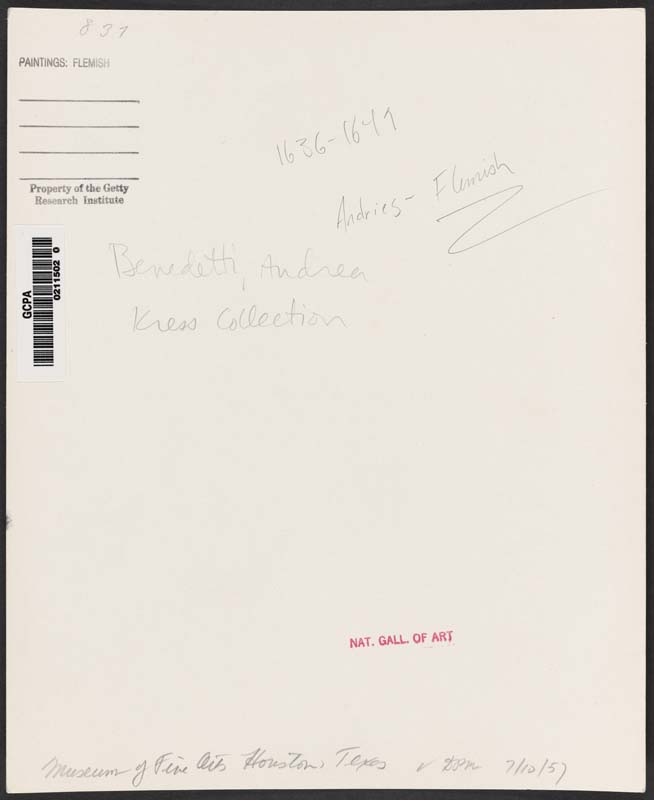 837
PAINTINGS: FLEMISH
Property of the Getty
Research Institute
GCPA
0211502 0
1636-1641
Andries- Flemish
Benedetti, Andrea
Kress Collection
NAT. GALL. OF ART
Museum of Fine Arts Houston, Texas
7/10/57